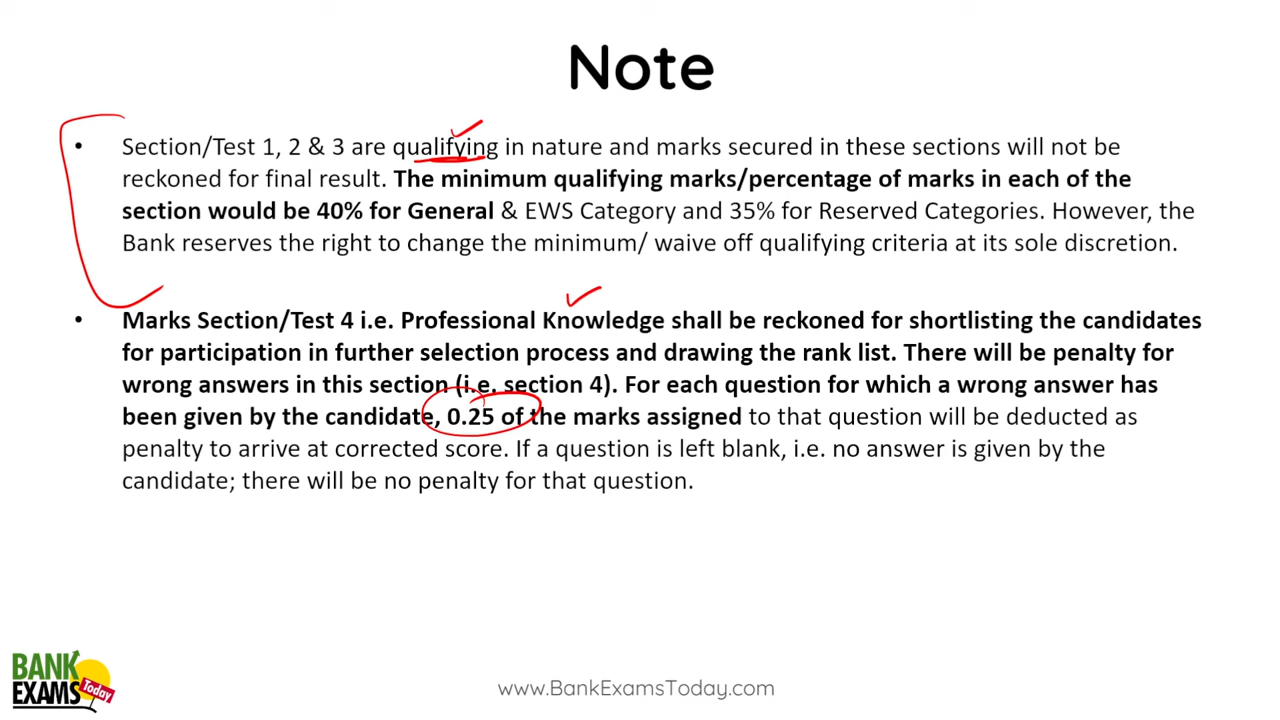 Note
• Section/Test 1, 2 & 3 are qualifying in nature and marks secured in these sections will not be
reckoned for final result. The minimum qualifying marks/percentage of marks in each of the
section would be 40% for General & EWS Category and 35% for Reserved Categories. However, the
Bank reserves the right to change the minimum/ waive off qualifying criteria at its sole discretion.
• Marks Section/Test 4 i.e. Professional Knowledge shall be reckoned for shortlisting the candidates
for participation in further selection process and drawing the rank list. There will be penalty for
wrong answers in this section (i.e. section 4). For each question for which a wrong answer has
been given by the candidate, 0.25 of the marks assigned to that question will be deducted as
penalty to arrive at corrected score. If a question is left blank, i.e. no answer is given by the
candidate; there will be no penalty for that question.
BANK
EXAMS
Today
www.BankExamsToday.com